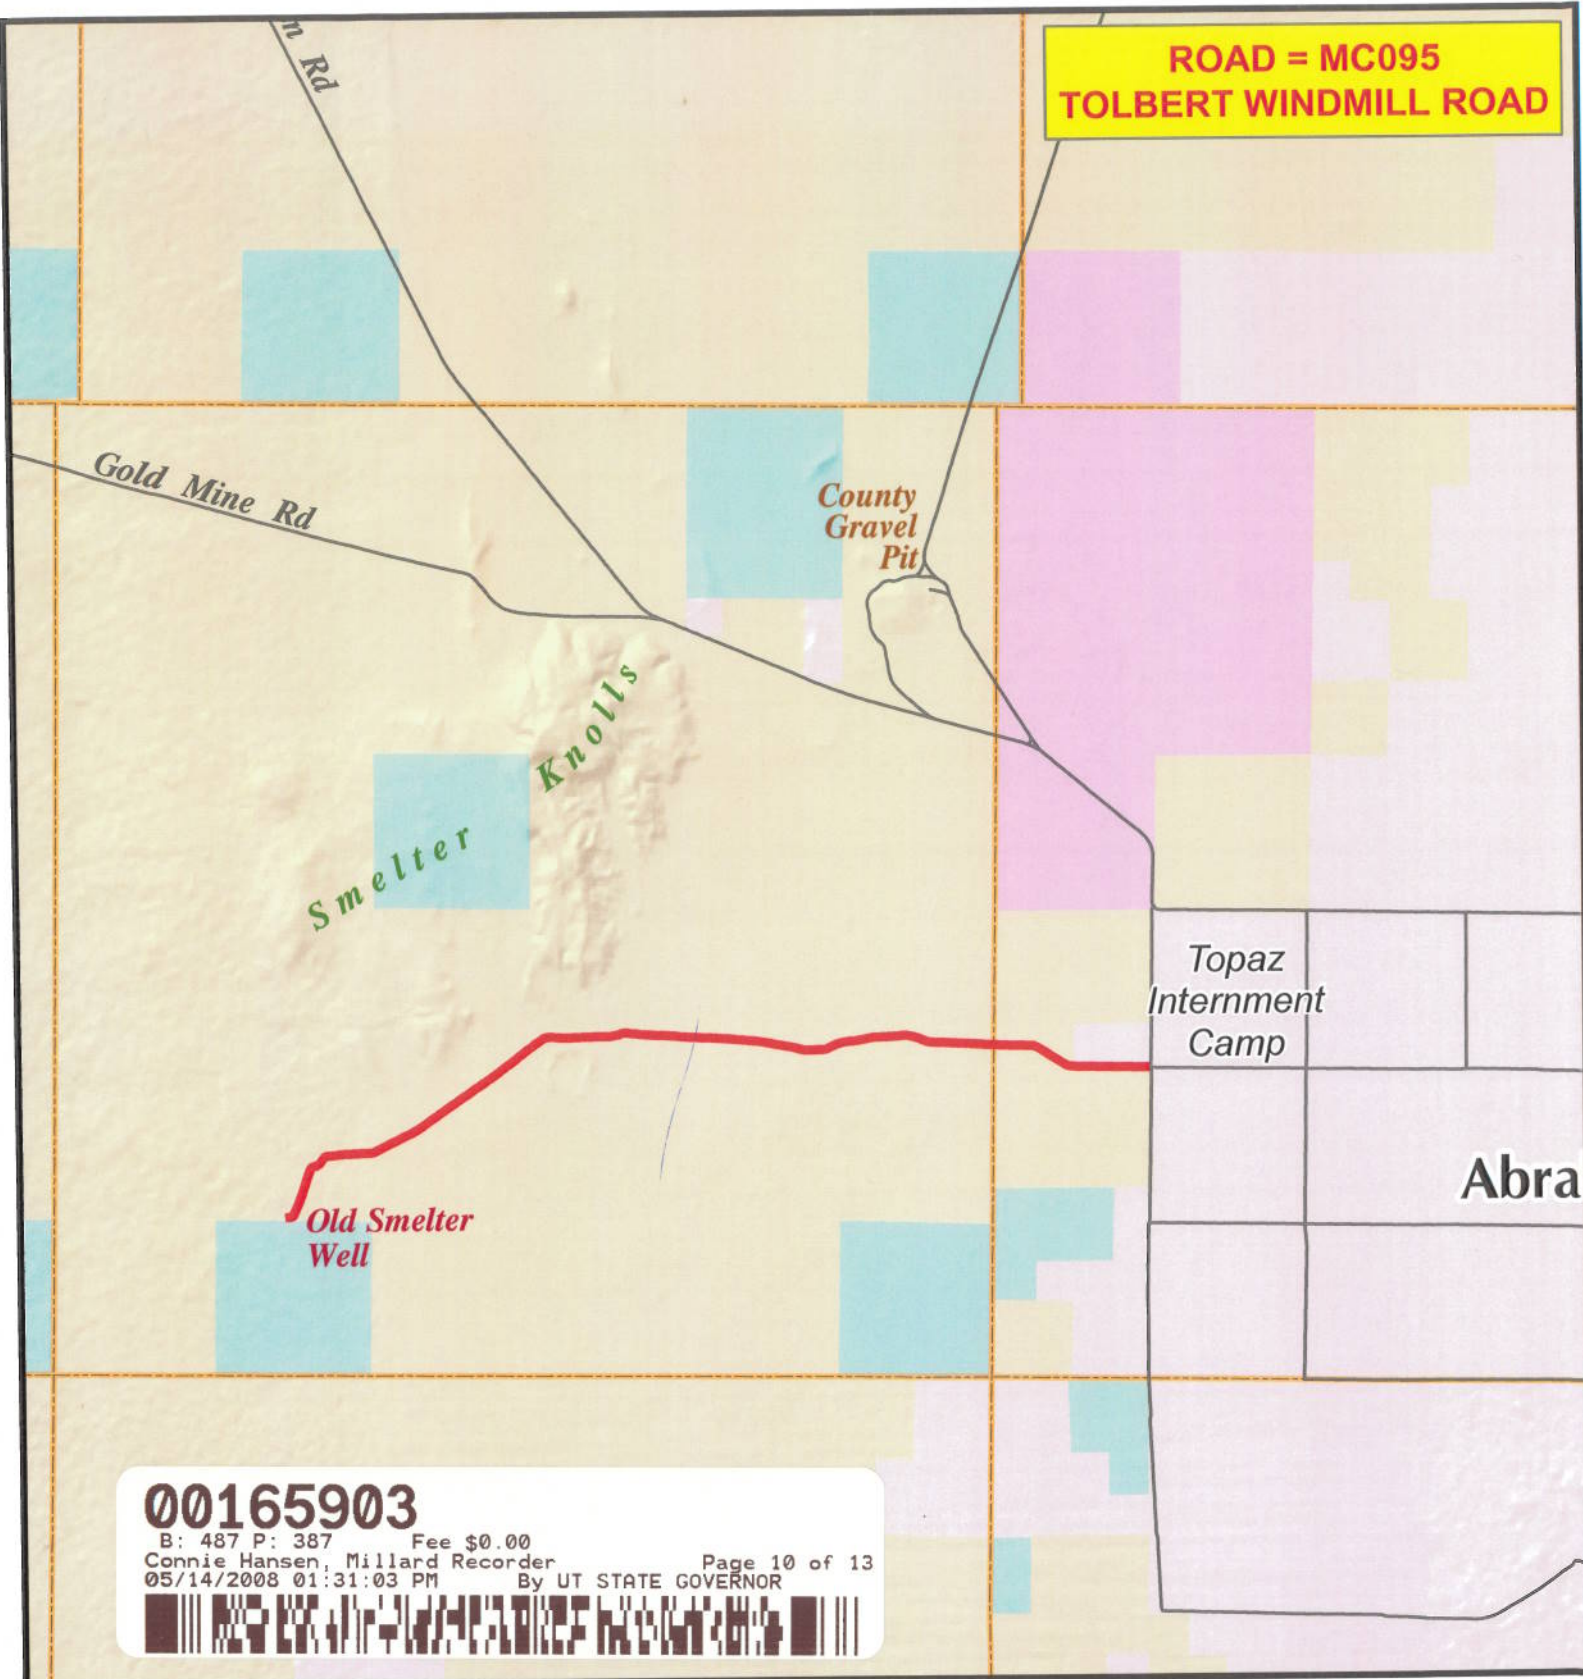 n Rd
ROAD = MC095
TOLBERT WINDMILL ROAD
Gold Mine Rd
County
Gravel
Pit
Smelter Knolls
Topaz
Internment
Camp
Abra
Old Smelter
Well
00165903
B: 487 P: 387 Fee $0.00
Connie Hansen, Millard Recorder Page 10 of 13
05/14/2008 01:31:03 PM By UT STATE GOVERNOR